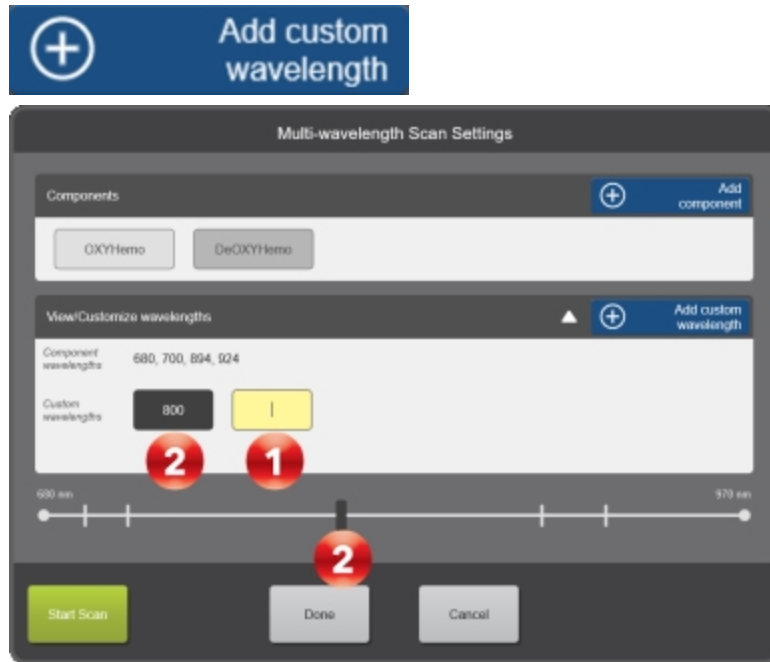 Add custom
wavelength
Multi-wavelength Scan Settings
Components
Add
component
OXYHemo
DeOXYHemo
View/Customize wavelengths
Add custom
wavelength
Component
wavelengths
680, 700, 894, 924
Custom
wavelengths
800
2
1
680 nm
970 nm
2
Start Scan
Done
Cancel